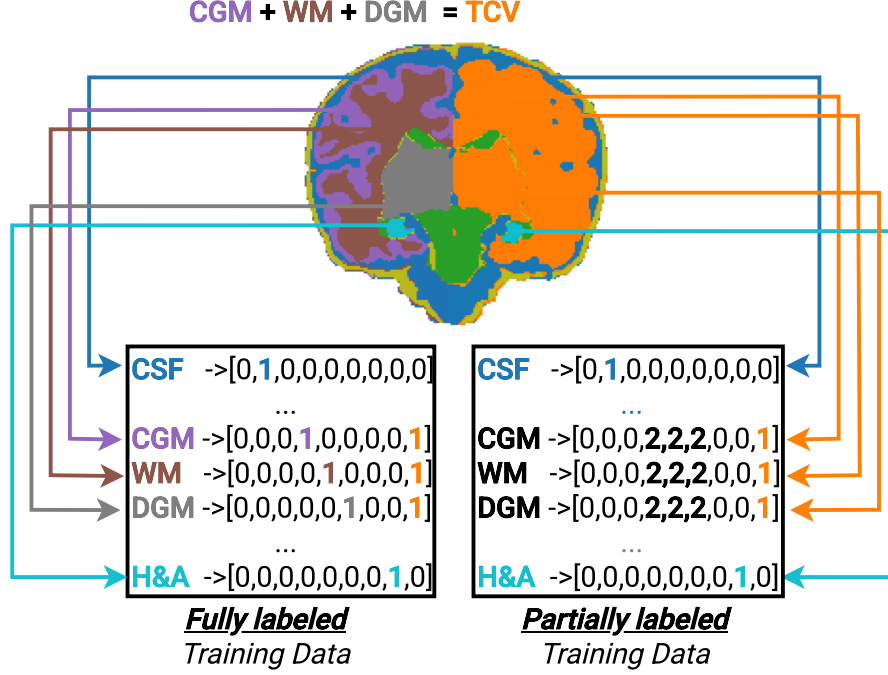 CGM + WM + DGM = TCV
CSF ->[0,1,0,0,0,0,0,0,0]
...
CGM ->[0,0,0,1,0,0,0,0,1]
WM ->[0,0,0,0,1,0,0,0,1]
DGM ->[0,0,0,0,0,1,0,0,1]
...
H&A ->[0,0,0,0,0,0,0,1,0]
Fully labeled
Training Data
CSF ->[0,1,0,0,0,0,0,0,0]
...
CGM ->[0,0,0,2,2,2,0,0,1]
WM ->[0,0,0,2,2,2,0,0,1]
DGM ->[0,0,0,2,2,2,0,0,1]
...
H&A ->[0,0,0,0,0,0,0,1,0]
Partially labeled
Training Data